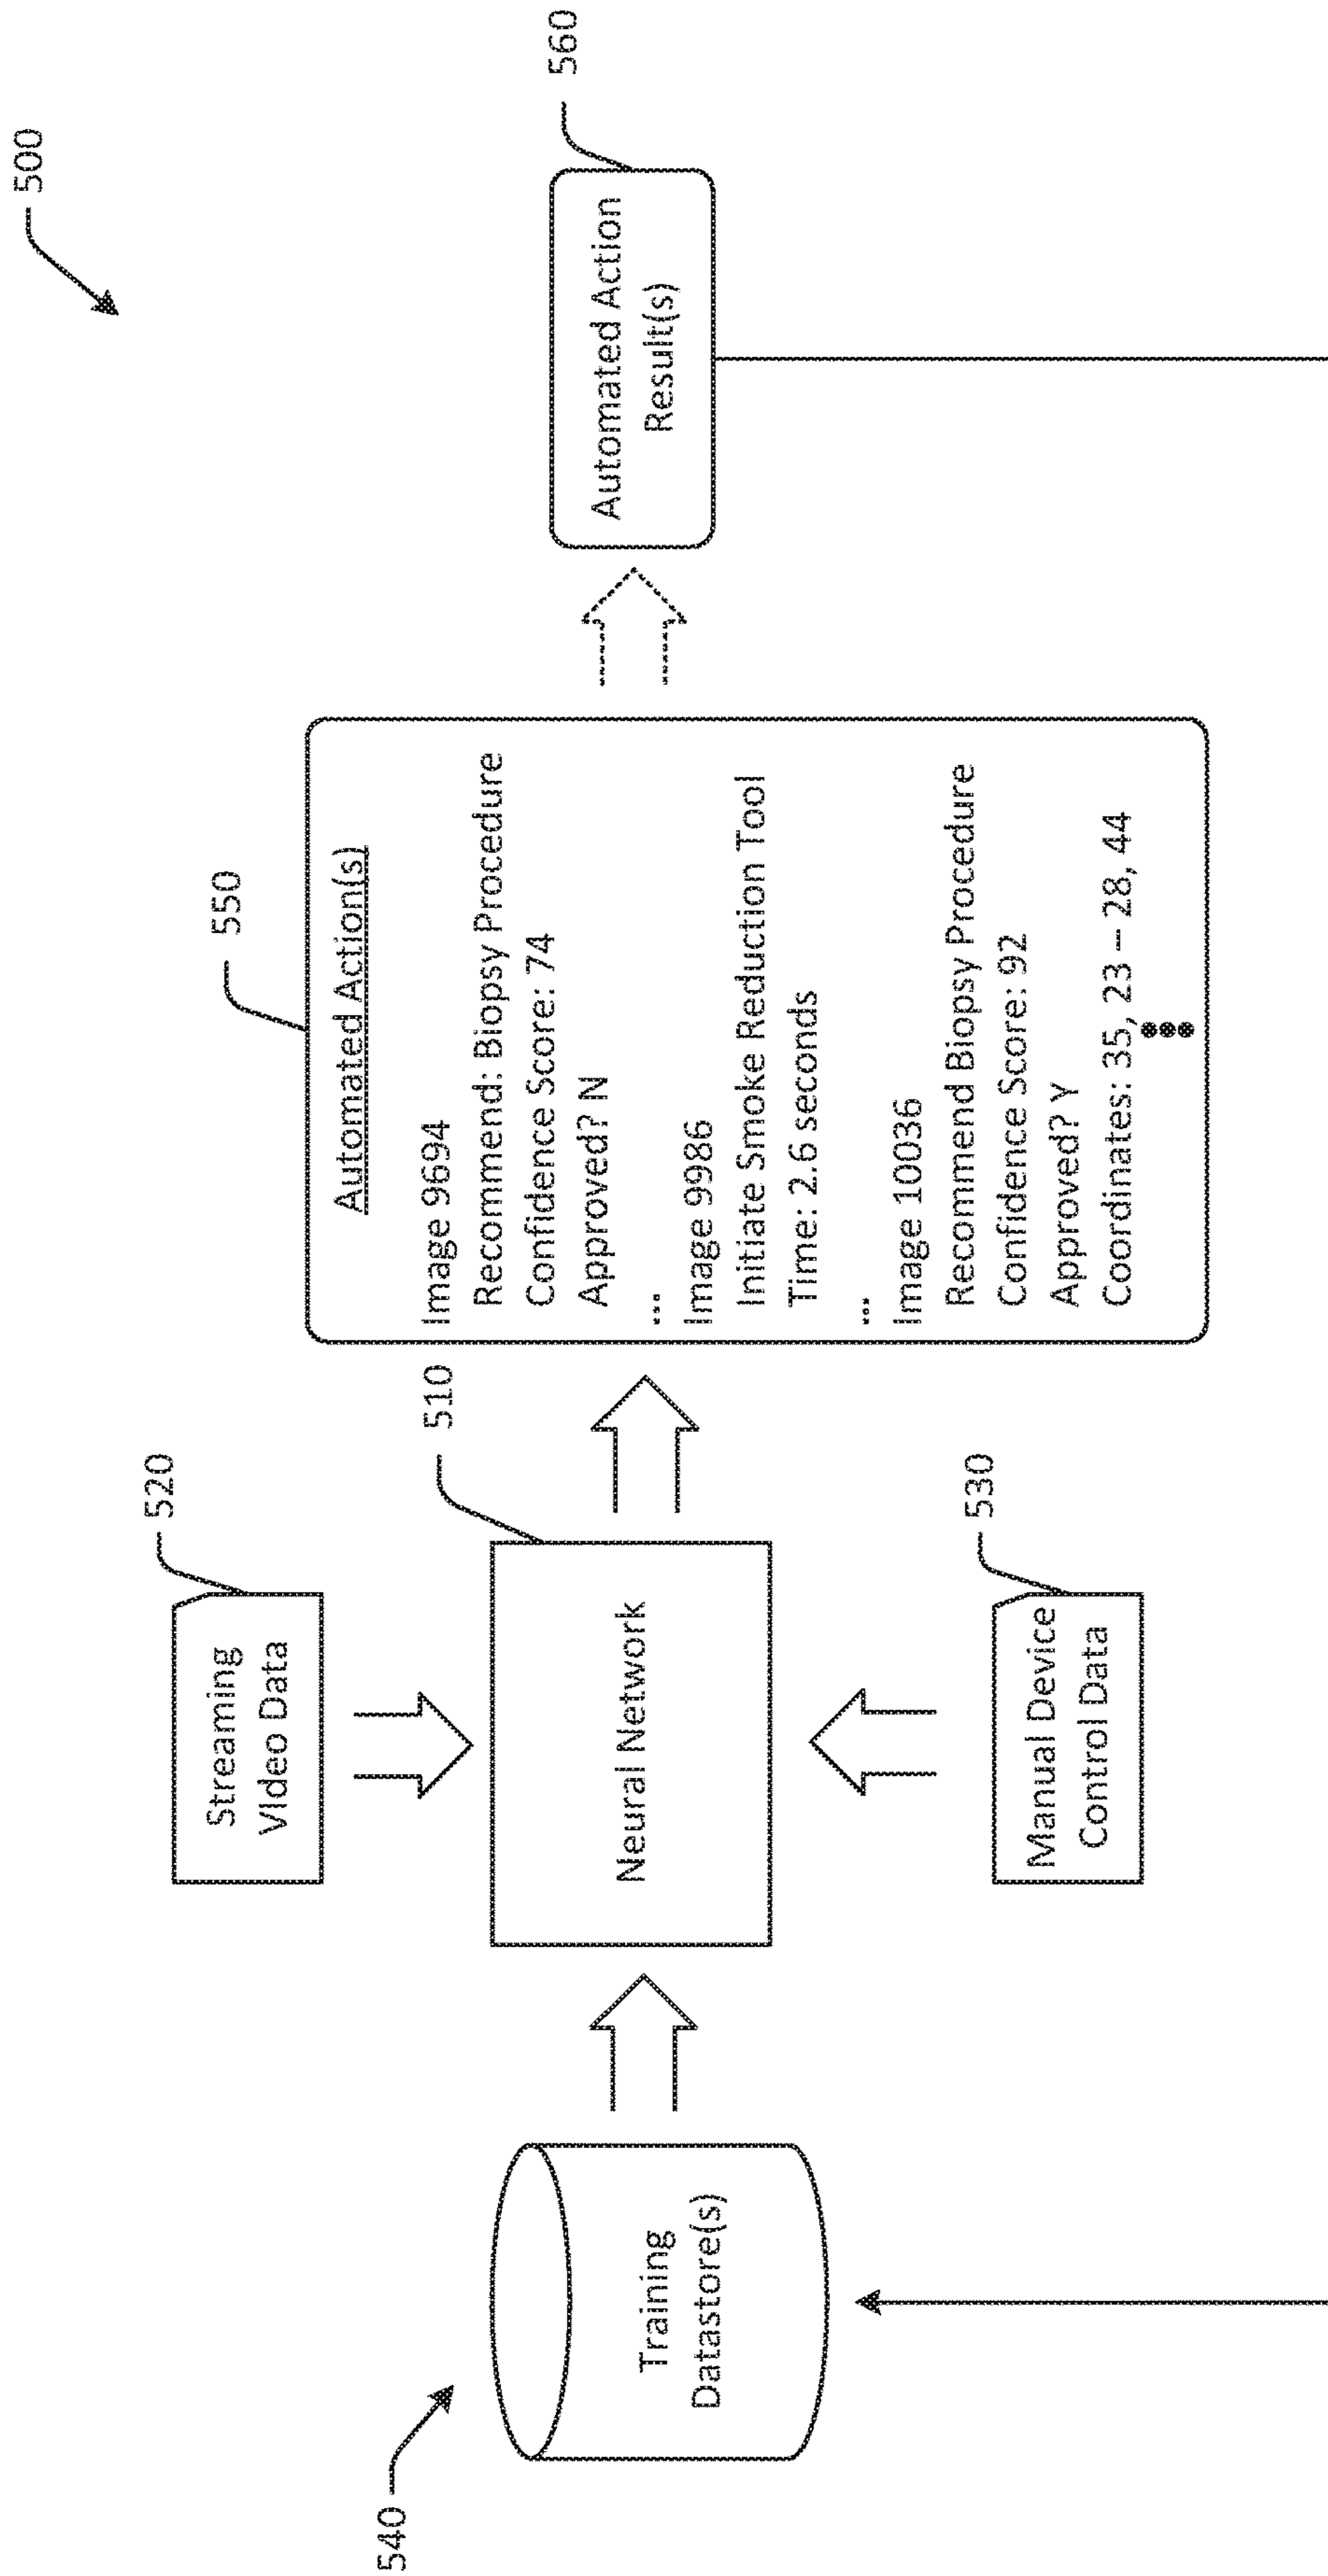 500
520
Streaming
VIdeo Data
540
Training
Datastore(s)
510
Neural Network
530
Manual Device
Control Data
550
Automated Action(s)
Image 9694
Recommend: Biopsy Procedure
Confidence Score: 74
Approved? N
...
Image 9986
Initiate Smoke Reduction Tool
Time: 2.6 seconds
...
Image 10036
Recommend Biopsy Procedure
Confidence Score: 92
Approved? Y
Coordinates: 35, 23 – 28, 44
560
Automated Action
Result(s)